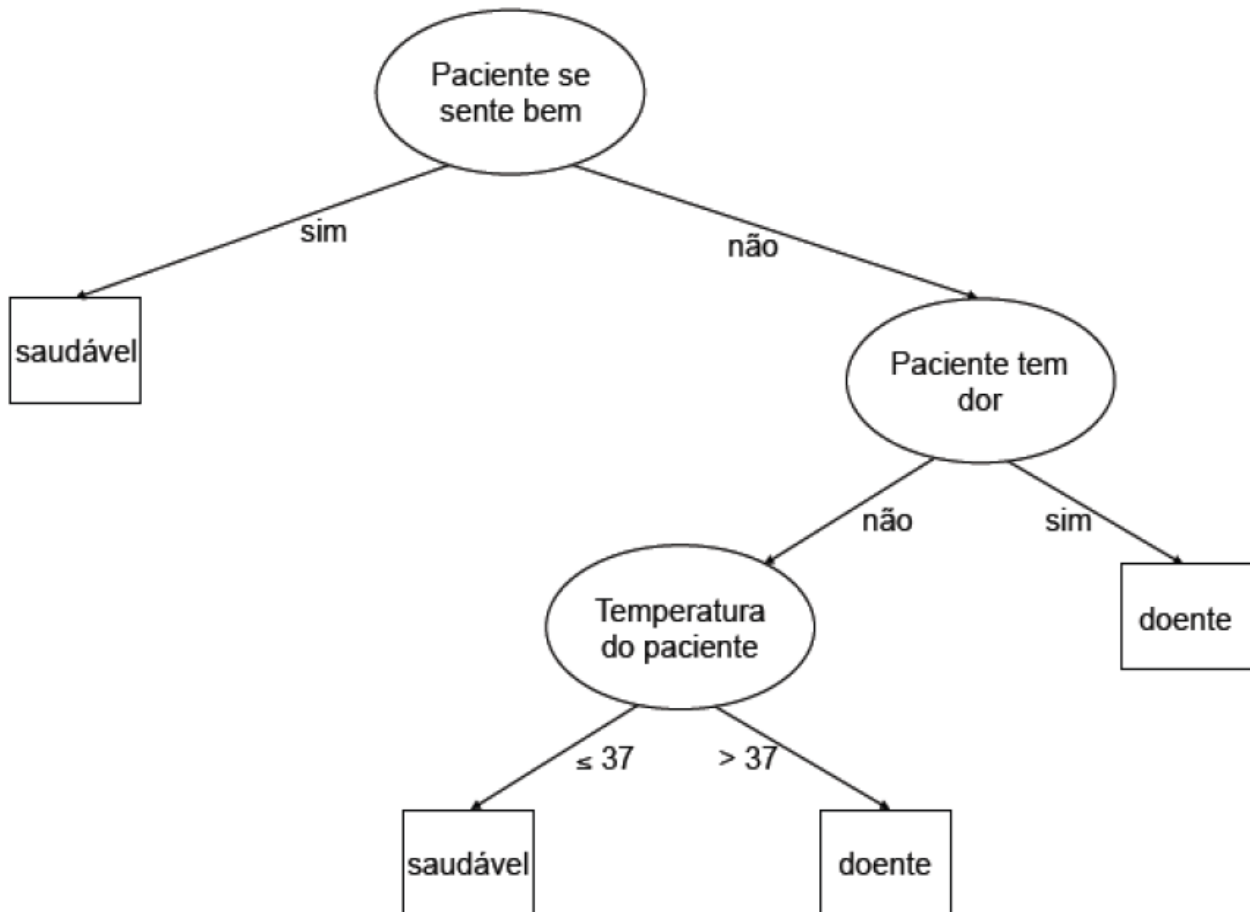 Paciente se
sente bem
sim
não
saudável
Paciente tem
dor
não
sim
Temperatura
do paciente
doente
≤ 37
> 37
saudável
doente